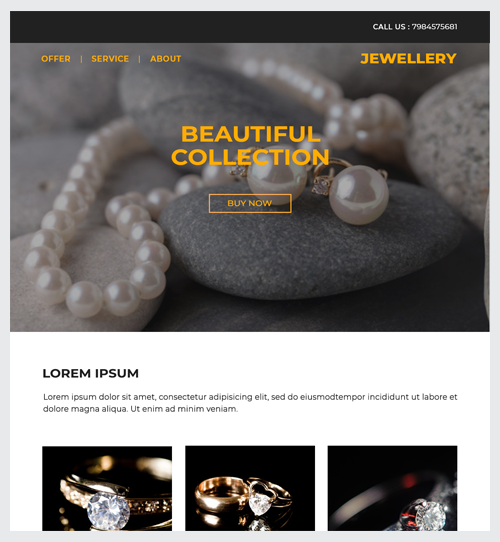 CALL US : 7984575681
OFFER | SERVICE | ABOUT
JEWELLERY
BEAUTIFUL
COLLECTION
BUY NOW
LOREM IPSUM
Lorem ipsum dolor sit amet, consectetur adipisicing elit, sed do eiusmodtempor incididunt ut labore et
dolore magna aliqua. Ut enim ad minim veniam.